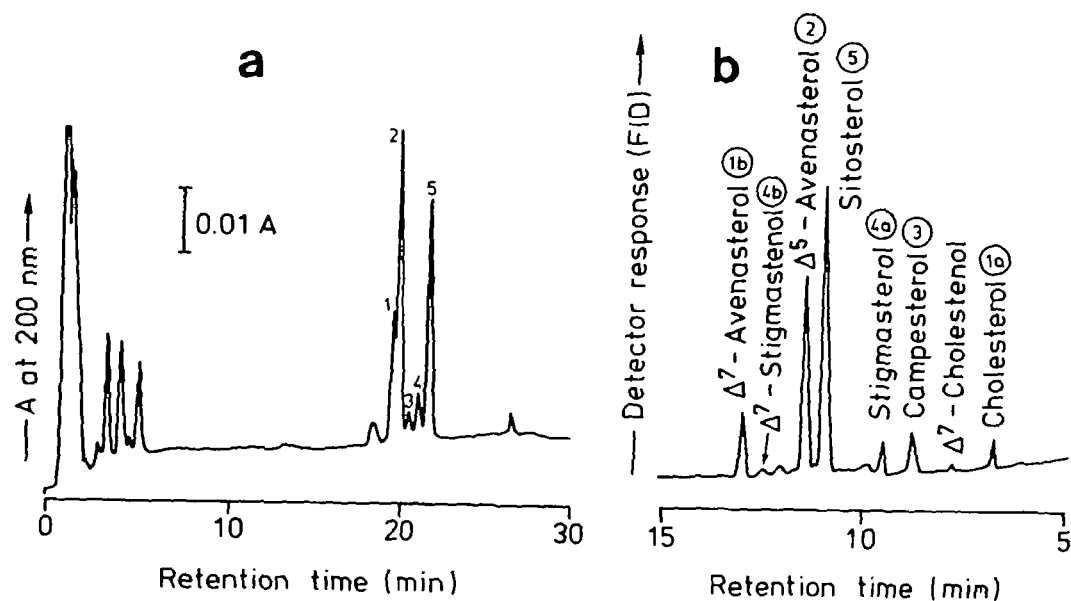 a
A at 200 nm
0.01 A
1
2
3
4
5
0
10
20
30
Retention time (min)
b
Detector response (FID)
Δ⁷ - Avenasterol 1b
Δ⁷ - Stigmastenol 4b
Δ⁵ - Avenasterol 2
Sitosterol 5
Stigmasterol 4a
Campesterol 3
Δ⁷ - Cholestenol
Cholesterol 1a
15
10
5
Retention time (min)